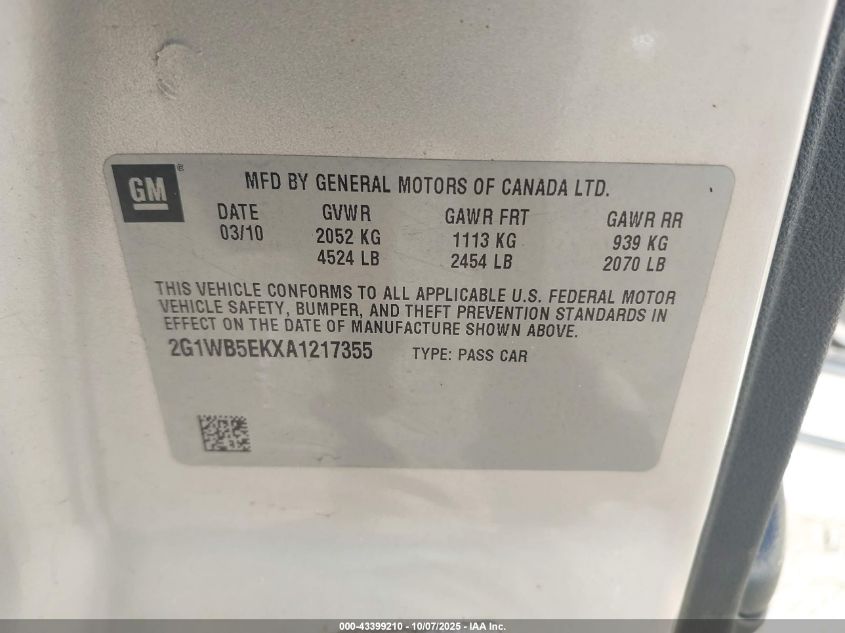 GM®
MFD BY GENERAL MOTORS OF CANADA LTD.
DATE GVWR GAWR FRT GAWR RR
03/10 2052 KG 1113 KG 939 KG
4524 LB 2454 LB 2070 LB
THIS VEHICLE CONFORMS TO ALL APPLICABLE U.S. FEDERAL MOTOR
VEHICLE SAFETY, BUMPER, AND THEFT PREVENTION STANDARDS IN
EFFECT ON THE DATE OF MANUFACTURE SHOWN ABOVE.
2G1WB5EKXA1217355 TYPE: PASS CAR
000-43399210 - 10/07/2025 - IAA Inc.